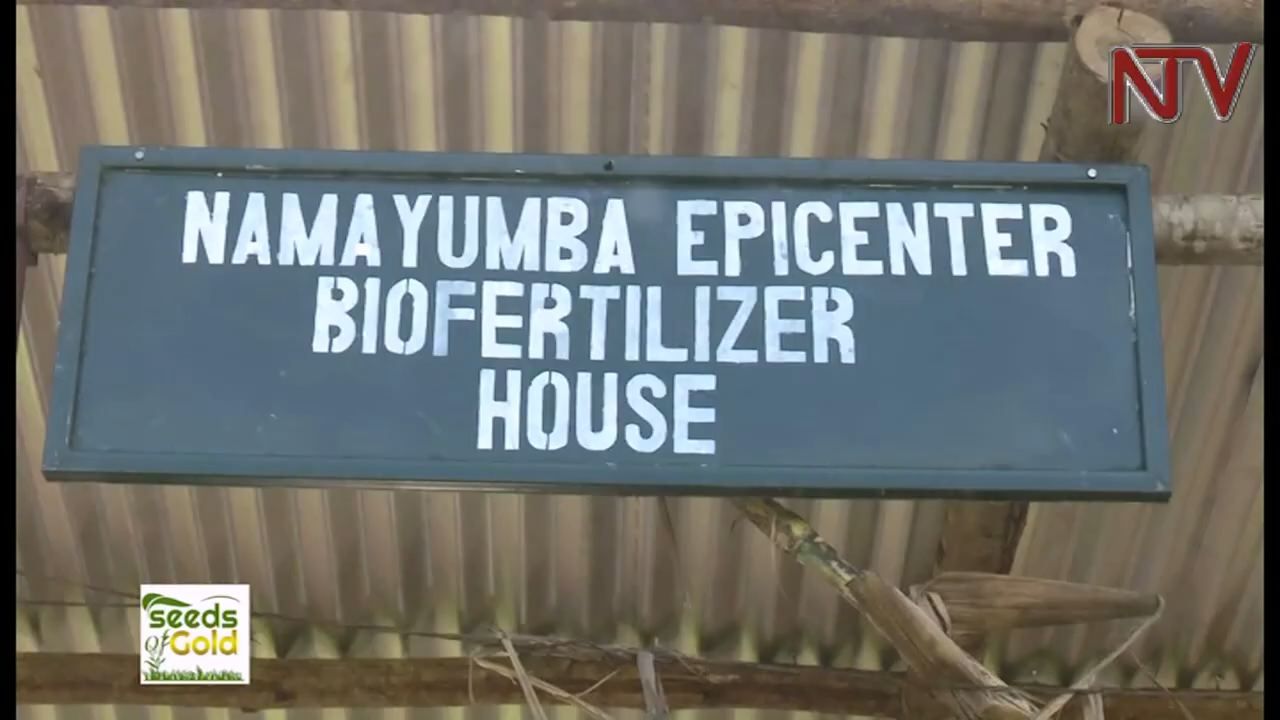 NTV
NAMAYUMBA EPICENTER
BIOFERTILIZER
HOUSE
seeds
of Gold